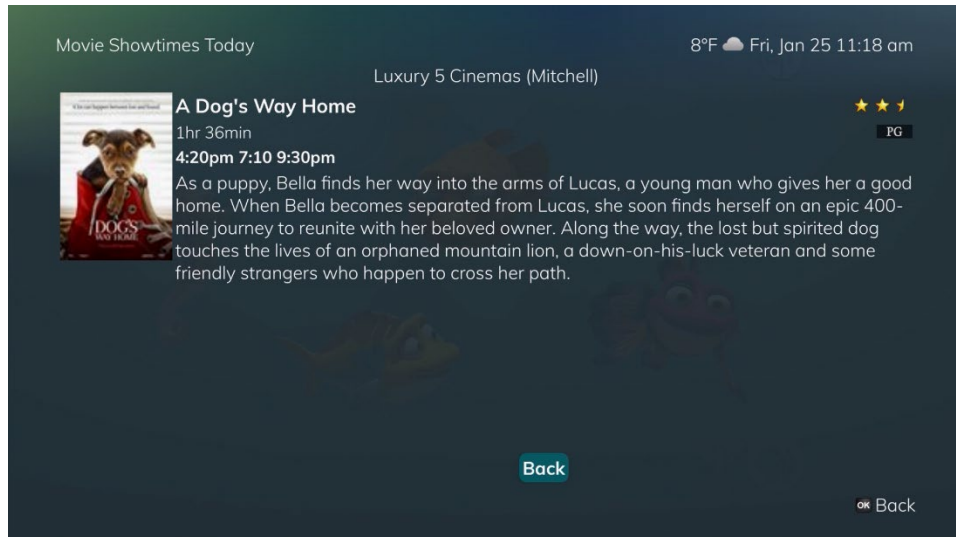 Movie Showtimes Today
8°F Fri, Jan 25 11:18 am
Luxury 5 Cinemas (Mitchell)
A Dog's Way Home
1hr 36min
PG
4:20pm 7:10 9:30pm
As a puppy, Bella finds her way into the arms of Lucas, a young man who gives her a good
home. When Bella becomes separated from Lucas, she soon finds herself on an epic 400-
mile journey to reunite with her beloved owner. Along the way, the lost but spirited dog
touches the lives of an orphaned mountain lion, a down-on-his-luck veteran and some
friendly strangers who happen to cross her path.
DOG'S
WAY HOME
Back
OK Back